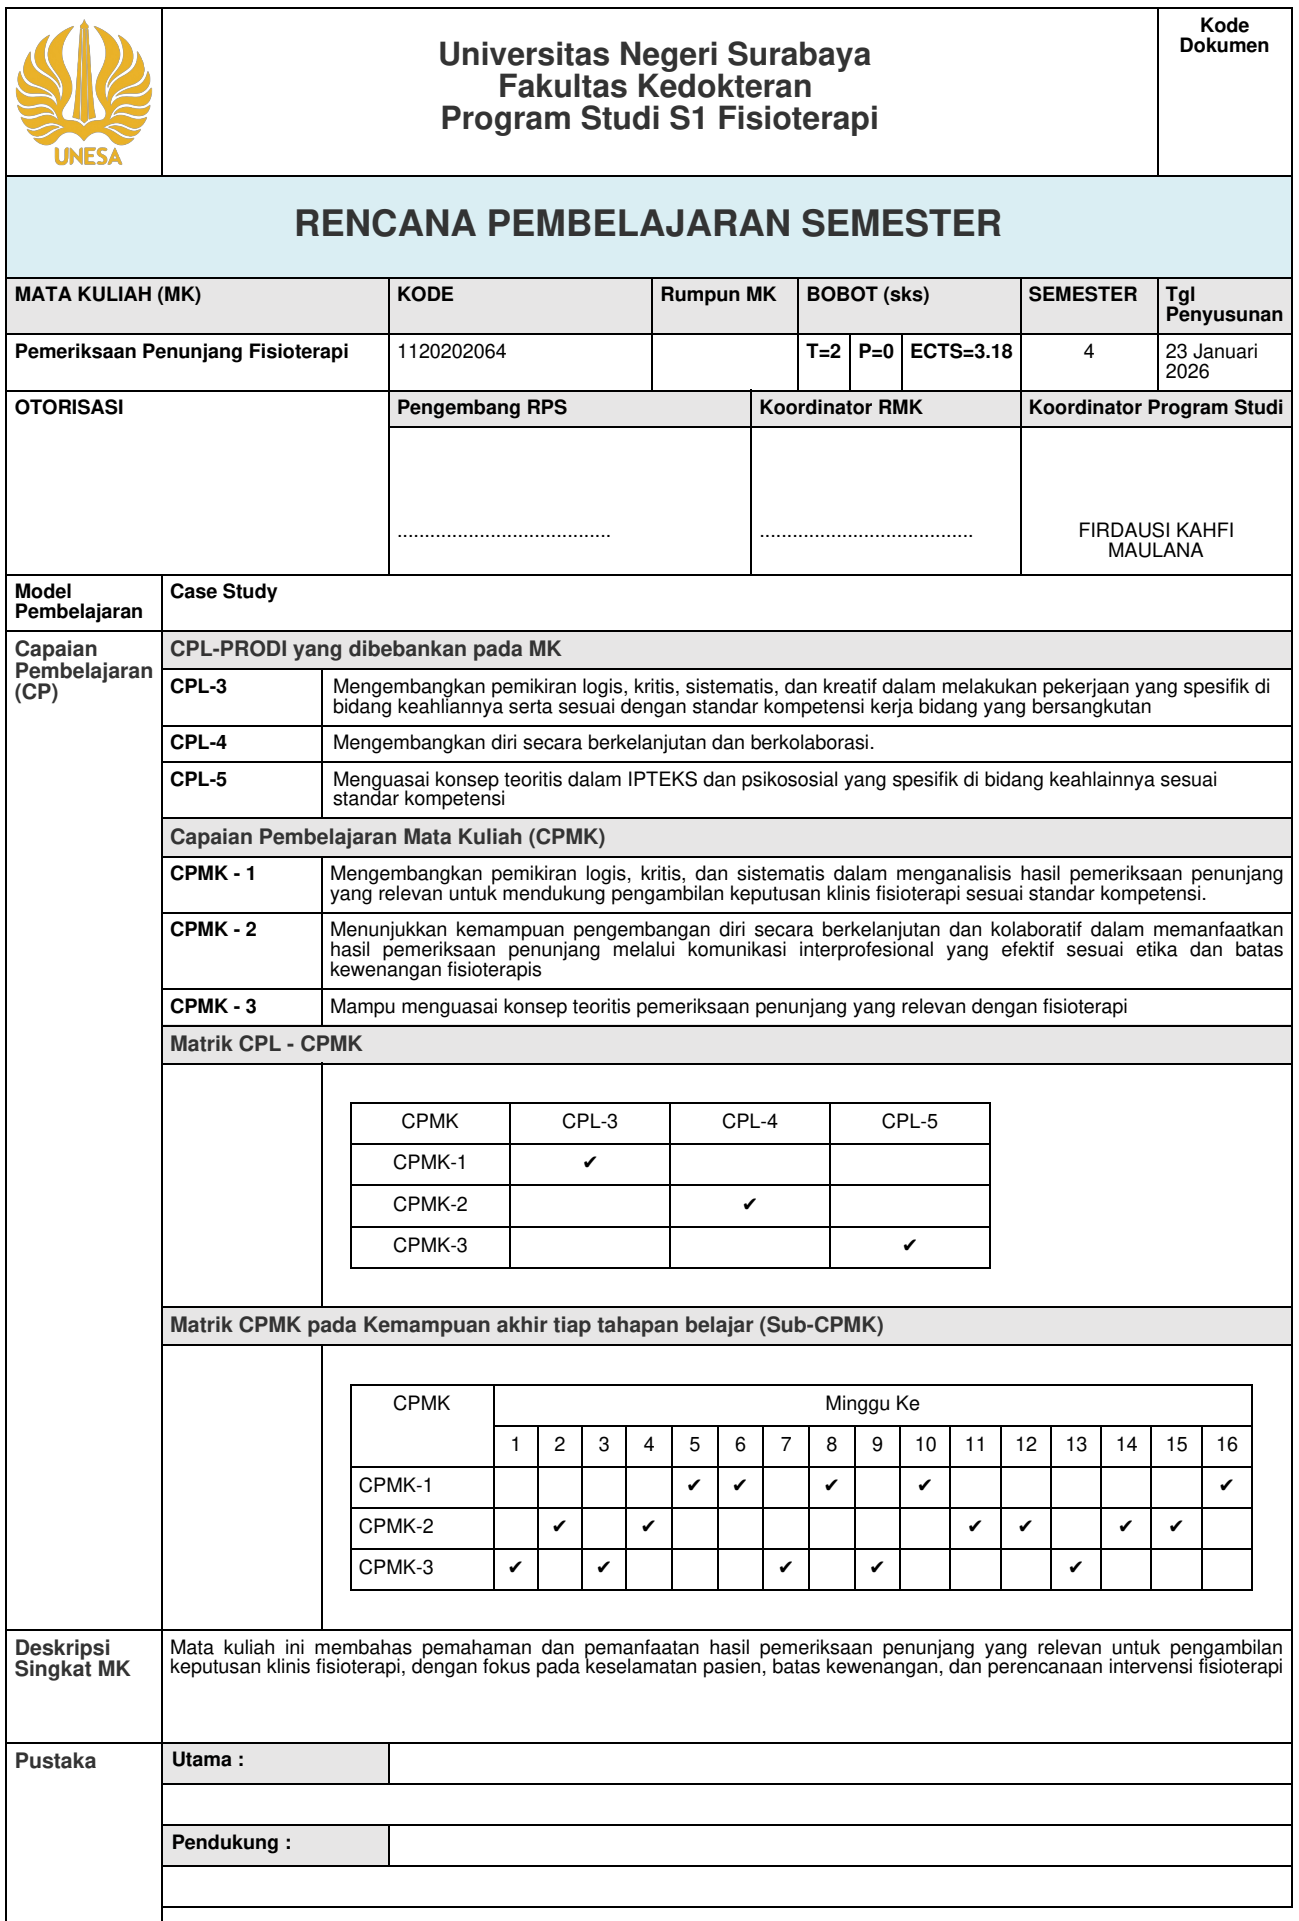 UNESA
Universitas Negeri Surabaya
Fakultas Kedokteran
Program Studi S1 Fisioterapi
Kode
Dokumen
RENCANA PEMBELAJARAN SEMESTER
MATA KULIAH (MK) KODE Rumpun MK BOBOT (sks) SEMESTER Tgl
Penyusunan
Pemeriksaan Penunjang Fisioterapi 1120202064 T=2 P=0 ECTS=3.18 4 23 Januari
2026
OTORISASI Pengembang RPS Koordinator RMK Koordinator Program Studi
....................................... ....................................... FIRDAUSI KAHFI
MAULANA
Model
Pembelajaran
Case Study
Capaian
Pembelajaran
(CP)
CPL-PRODI yang dibebankan pada MK
CPL-3 Mengembangkan pemikiran logis, kritis, sistematis, dan kreatif dalam melakukan pekerjaan yang spesifik di
bidang keahliannya serta sesuai dengan standar kompetensi kerja bidang yang bersangkutan
CPL-4 Mengembangkan diri secara berkelanjutan dan berkolaborasi.
CPL-5 Menguasai konsep teoritis dalam IPTEKS dan psikososial yang spesifik di bidang keahlainnya sesuai
standar kompetensi
Capaian Pembelajaran Mata Kuliah (CPMK)
CPMK - 1 Mengembangkan pemikiran logis, kritis, dan sistematis dalam menganalisis hasil pemeriksaan penunjang
yang relevan untuk mendukung pengambilan keputusan klinis fisioterapi sesuai standar kompetensi.
CPMK - 2 Menunjukkan kemampuan pengembangan diri secara berkelanjutan dan kolaboratif dalam memanfaatkan
hasil pemeriksaan penunjang melalui komunikasi interprofesional yang efektif sesuai etika dan batas
kewenangan fisioterapis
CPMK - 3 Mampu menguasai konsep teoritis pemeriksaan penunjang yang relevan dengan fisioterapi
Matrik CPL - CPMK
CPMK CPL-3 CPL-4 CPL-5
CPMK-1 ✔
CPMK-2 ✔
CPMK-3 ✔
Matrik CPMK pada Kemampuan akhir tiap tahapan belajar (Sub-CPMK)
CPMK Minggu Ke
1 2 3 4 5 6 7 8 9 10 11 12 13 14 15 16
CPMK-1 ✔ ✔ ✔ ✔ ✔
CPMK-2 ✔ ✔ ✔ ✔ ✔ ✔
CPMK-3 ✔ ✔ ✔ ✔ ✔
Deskripsi
Singkat MK
Mata kuliah ini membahas pemahaman dan pemanfaatan hasil pemeriksaan penunjang yang relevan untuk pengambilan
keputusan klinis fisioterapi, dengan fokus pada keselamatan pasien, batas kewenangan, dan perencanaan intervensi fisioterapi
Pustaka Utama :
Pendukung :